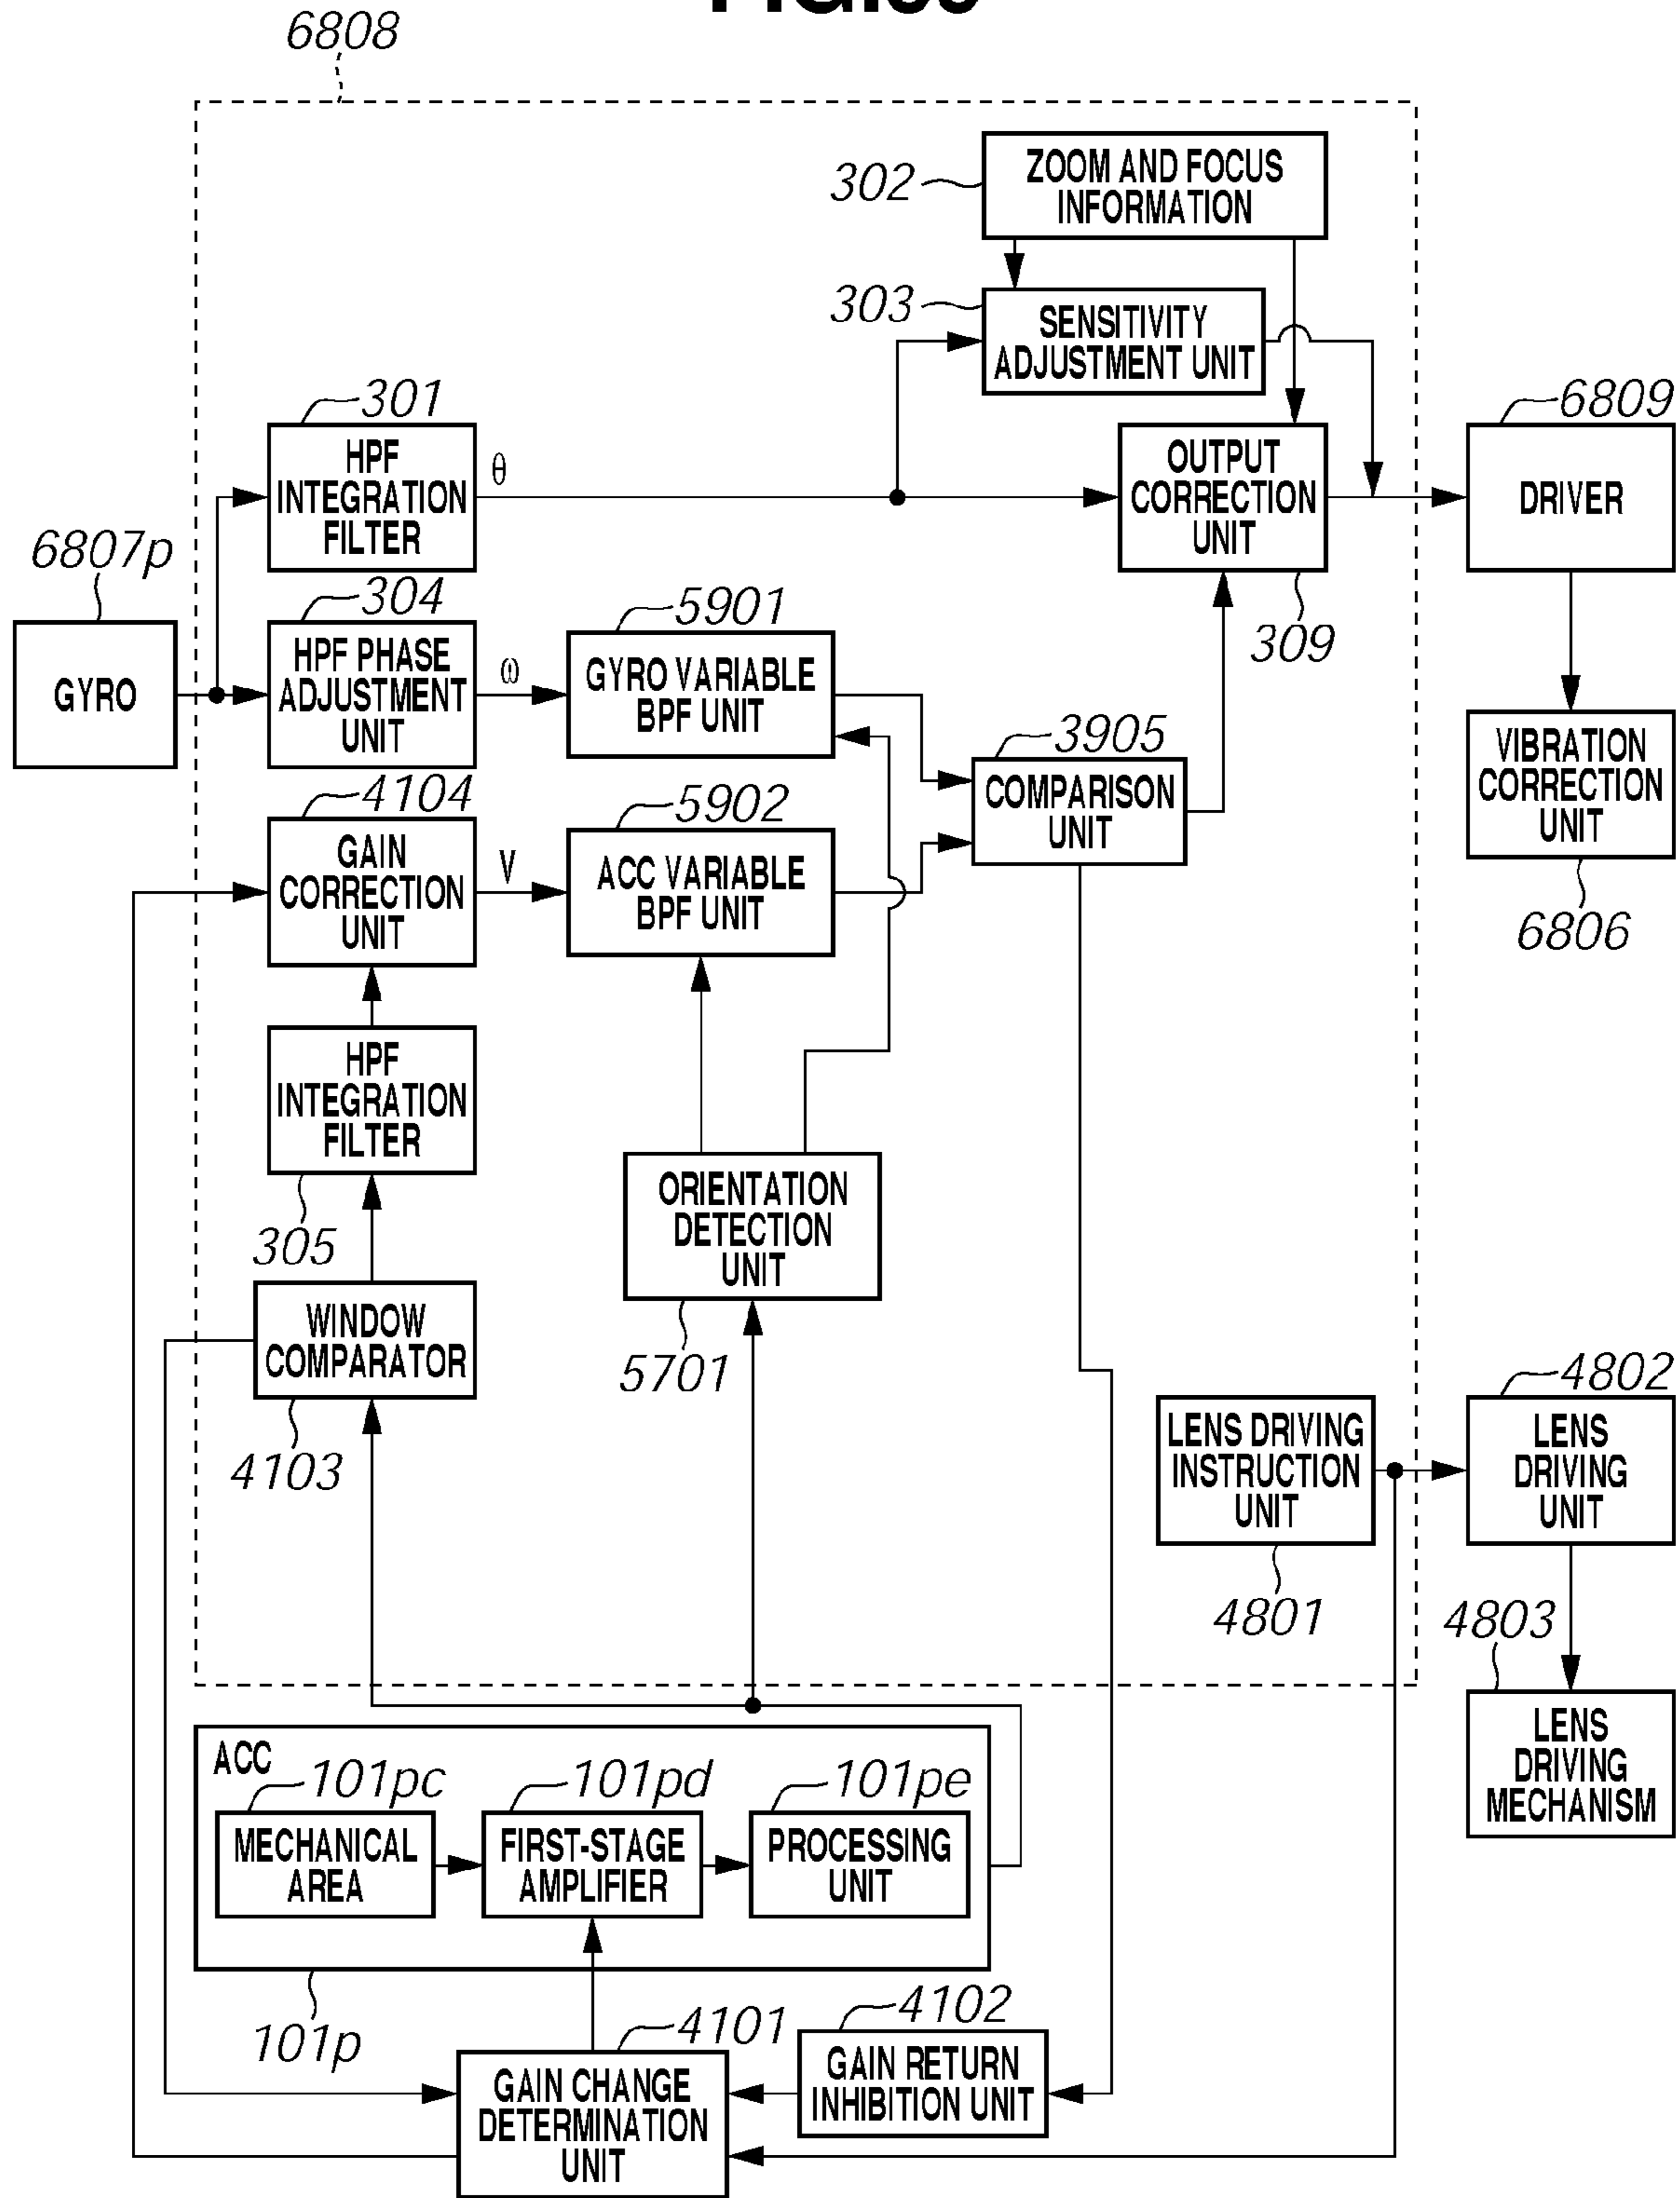 FIG.
6808
302
ZOOM AND FOCUS
INFORMATION
303
SENSITIVITY
ADJUSTMENT UNIT
301
HPF
INTEGRATION
FILTER
θ
OUTPUT
CORRECTION
UNIT
309
6809
DRIVER
6807p
GYRO
304
HPF PHASE
ADJUSTMENT
UNIT
ω
5901
GYRO VARIABLE
BPF UNIT
3905
COMPARISON
UNIT
VIBRATION
CORRECTION
UNIT
6806
4104
GAIN
CORRECTION
UNIT
V
5902
ACC VARIABLE
BPF UNIT
HPF
INTEGRATION
FILTER
305
ORIENTATION
DETECTION
UNIT
5701
WINDOW
COMPARATOR
4103
LENS DRIVING
INSTRUCTION
UNIT
4801
4802
LENS
DRIVING
UNIT
4803
LENS
DRIVING
MECHANISM
ACC
101pc
MECHANICAL
AREA
101pd
FIRST-STAGE
AMPLIFIER
101pe
PROCESSING
UNIT
101p
4101
GAIN CHANGE
DETERMINATION
UNIT
4102
GAIN RETURN
INHIBITION UNIT